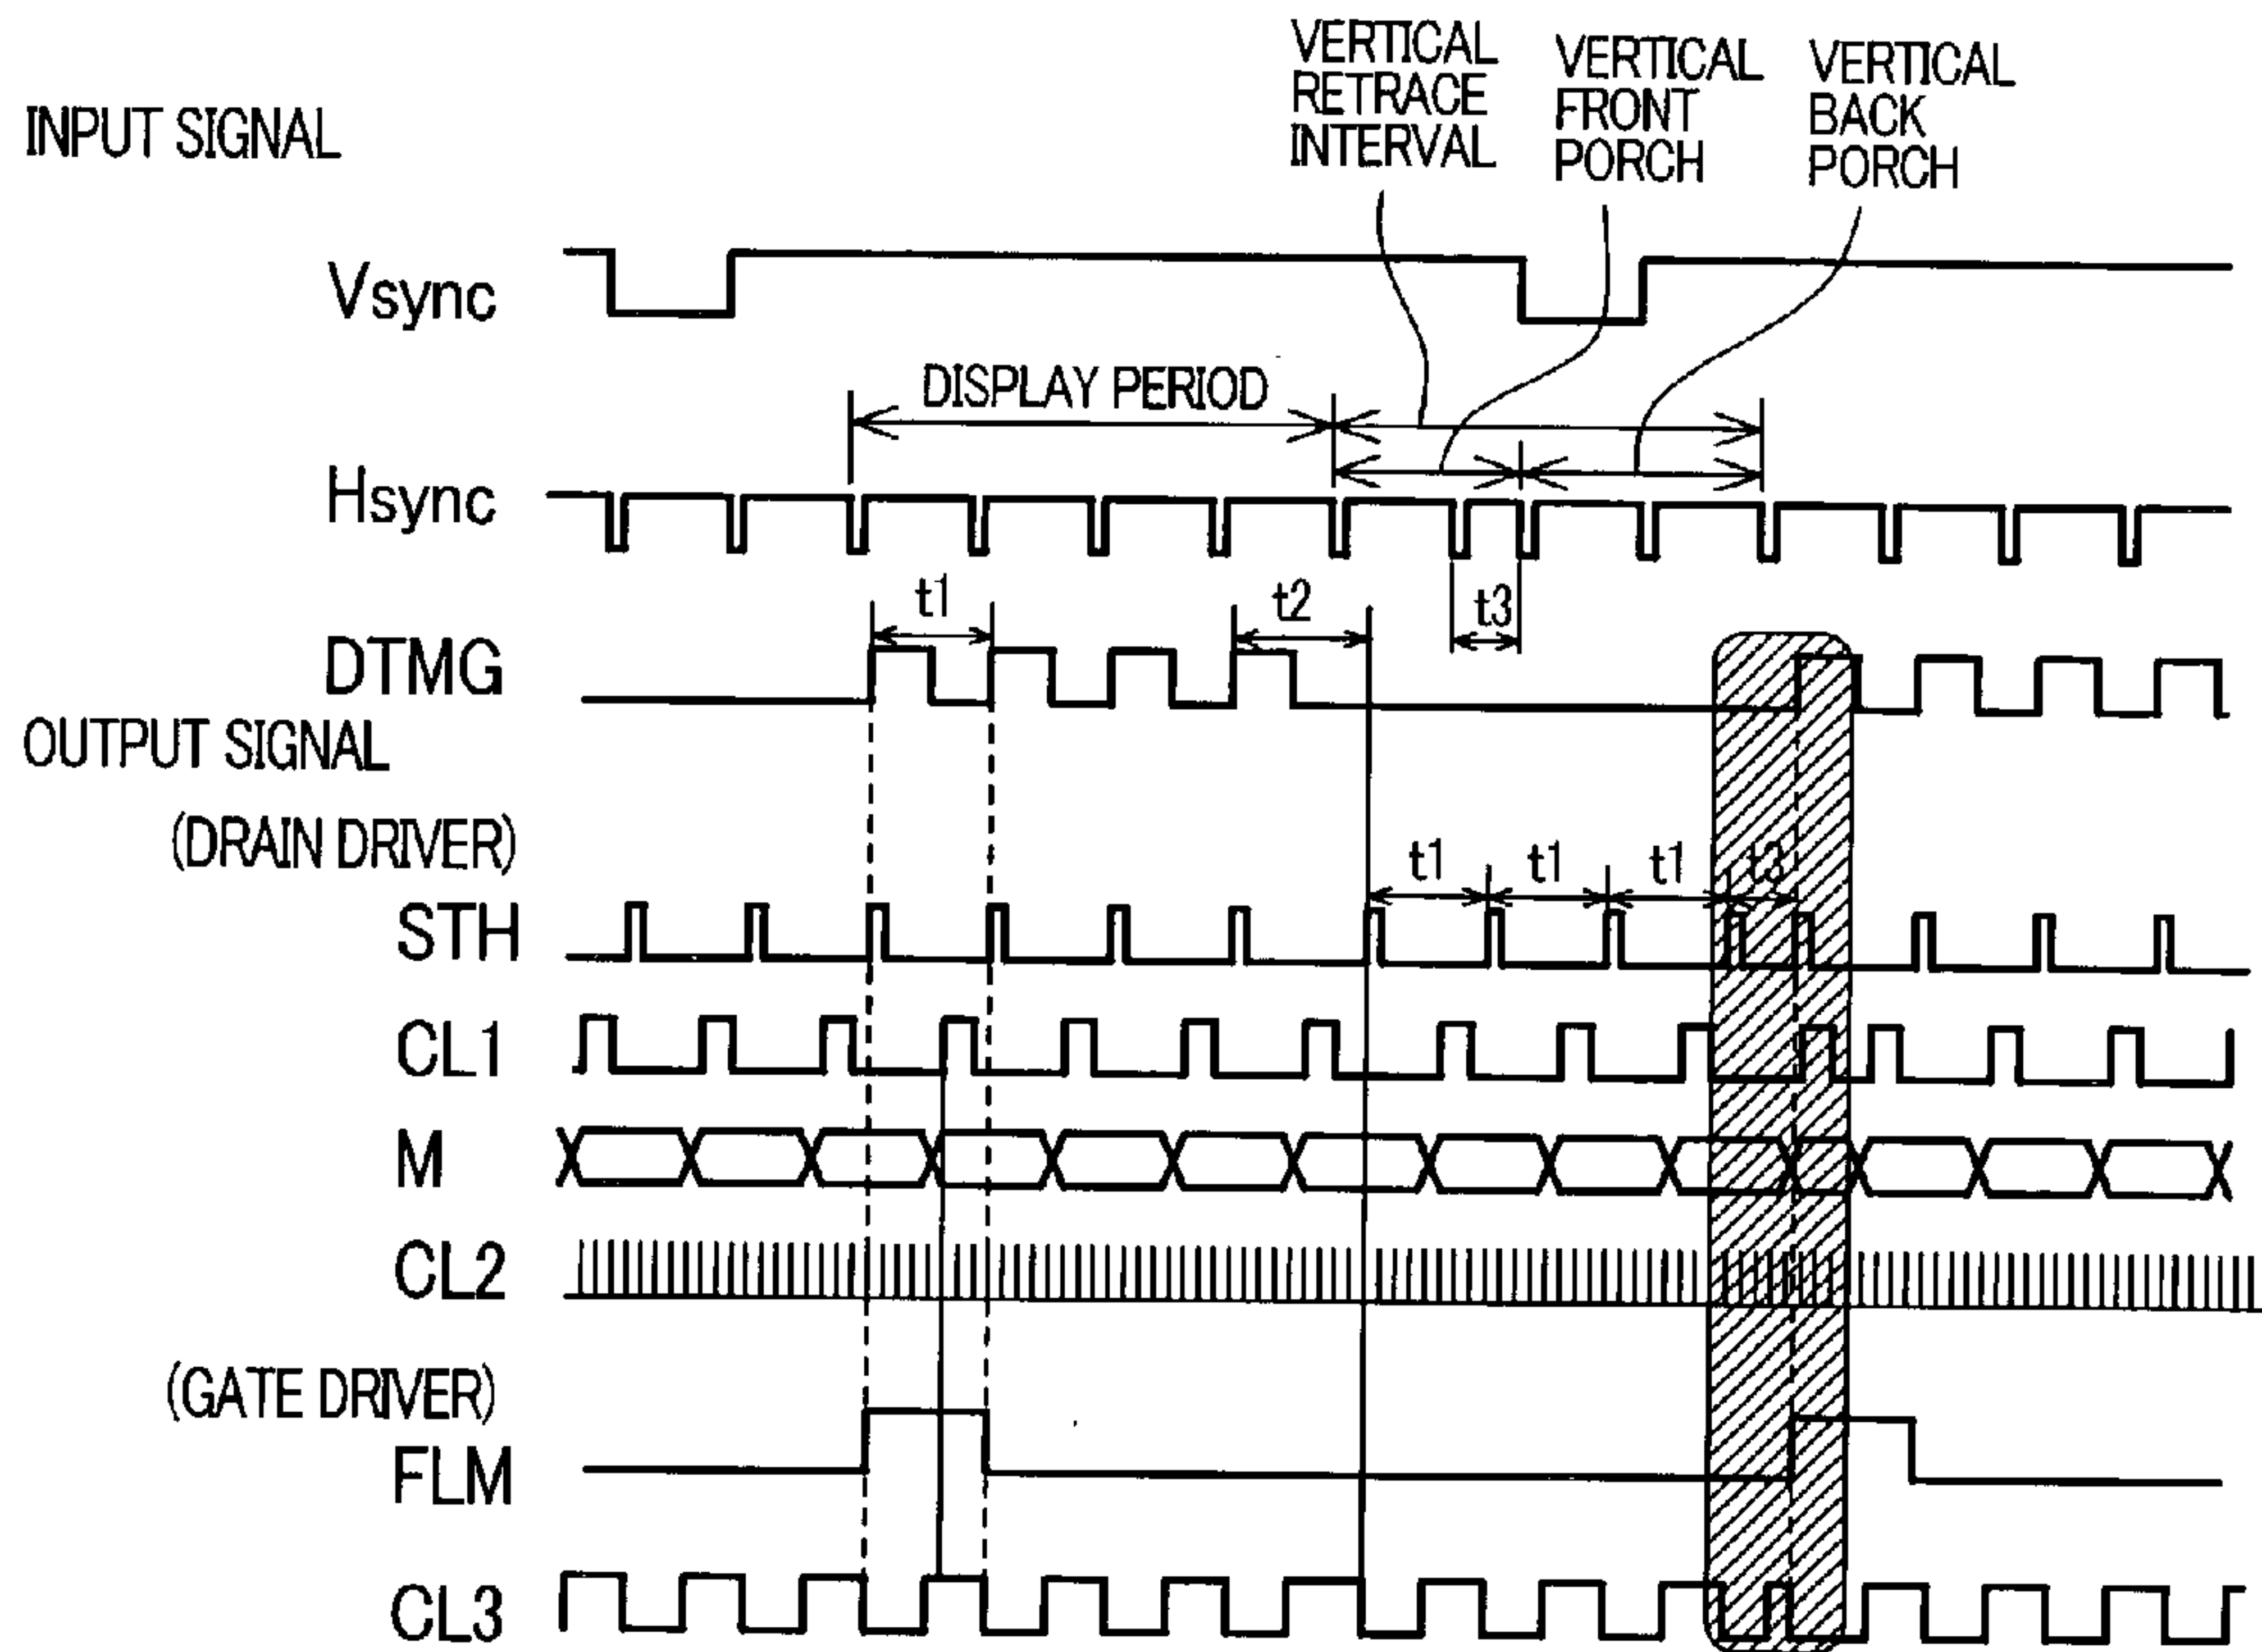 VERTICAL
RETRACE
INTERVAL
VERTICAL
FRONT
PORCH
VERTICAL
BACK
PORCH
INPUT SIGNAL
Vsync
DISPLAY PERIOD
Hsync
t1
t2
t3
DTMG
OUTPUT SIGNAL
(DRAIN DRIVER)
t1
t1
t1
t3
STH
CL1
M
CL2
(GATE DRIVER)
FLM
CL3